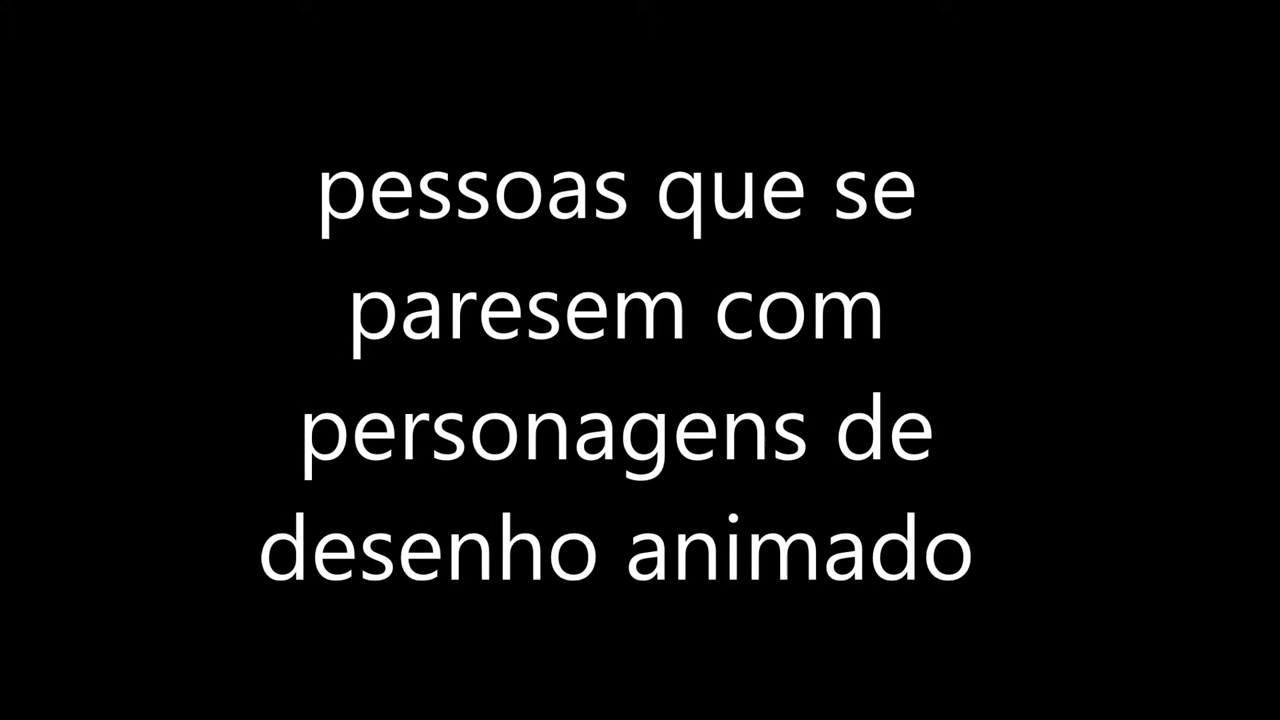 pessoas que se
paresem com
personagens de
desenho animado